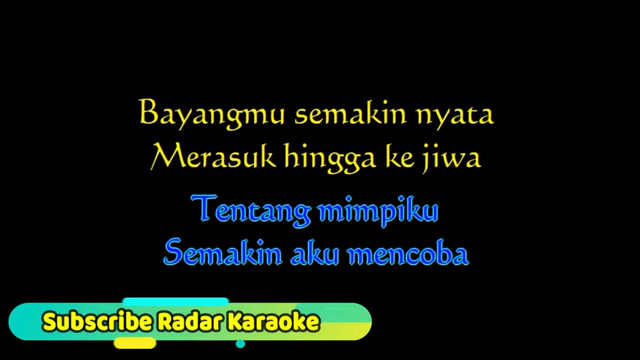 Bayangmu semakin nyata
Merasuk hingga ke jiwa
Tentang mimpiku
Semakin aku mencoba
Subscribe Radar Karaoke